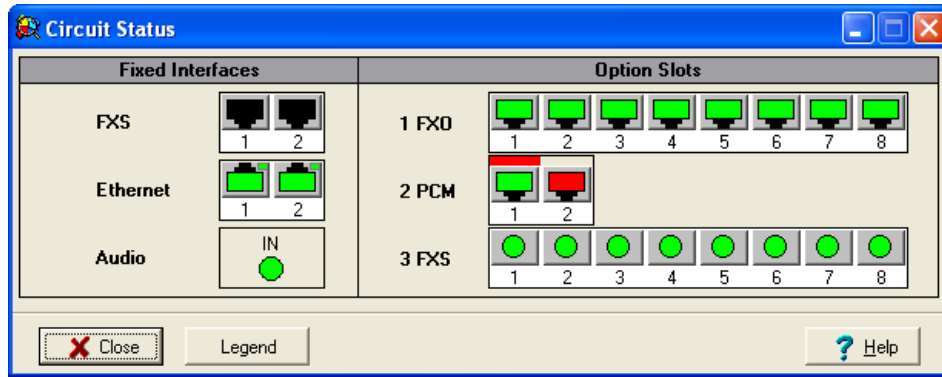 Circuit Status
Fixed Interfaces
Option Slots
FXS
1 2
1 FXO
1 2 3 4 5 6 7 8
Ethernet
1 2
2 PCM
1 2
Audio
IN
3 FXS
1 2 3 4 5 6 7 8
Close
Legend
? Help